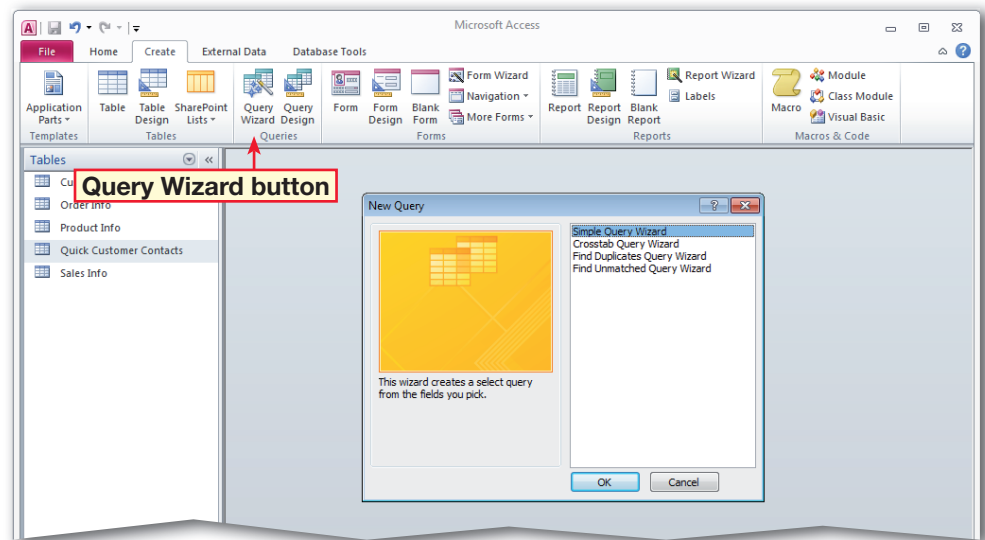 Microsoft Access
File Home Create External Data Database Tools
Application Parts Table Table Design SharePoint Lists Query Wizard Query Design Form Form Design Blank Form Form Wizard Navigation More Forms Report Report Design Blank Report Report Wizard Labels Macro Module Class Module Visual Basic
Templates Tables Queries Forms Reports Macros & Code
Tables
Query Wizard button
Order Info
Product Info
Quick Customer Contacts
Sales Info
New Query
Simple Query Wizard
Crosstab Query Wizard
Find Duplicates Query Wizard
Find Unmatched Query Wizard
This wizard creates a select query
from the fields you pick.
OK Cancel